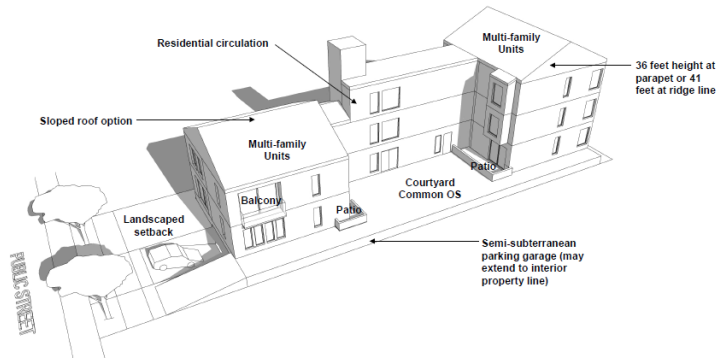 Multi-family
Units
Residential circulation
36 feet height at
parapet or 41
feet at ridge line
Sloped roof option
Multi-family
Units
Patio
Courtyard
Common OS
Balcony
Patio
Landscaped
setback
Semi-subterranean
parking garage (may
extend to interior
property line)
PUBLIC STREET